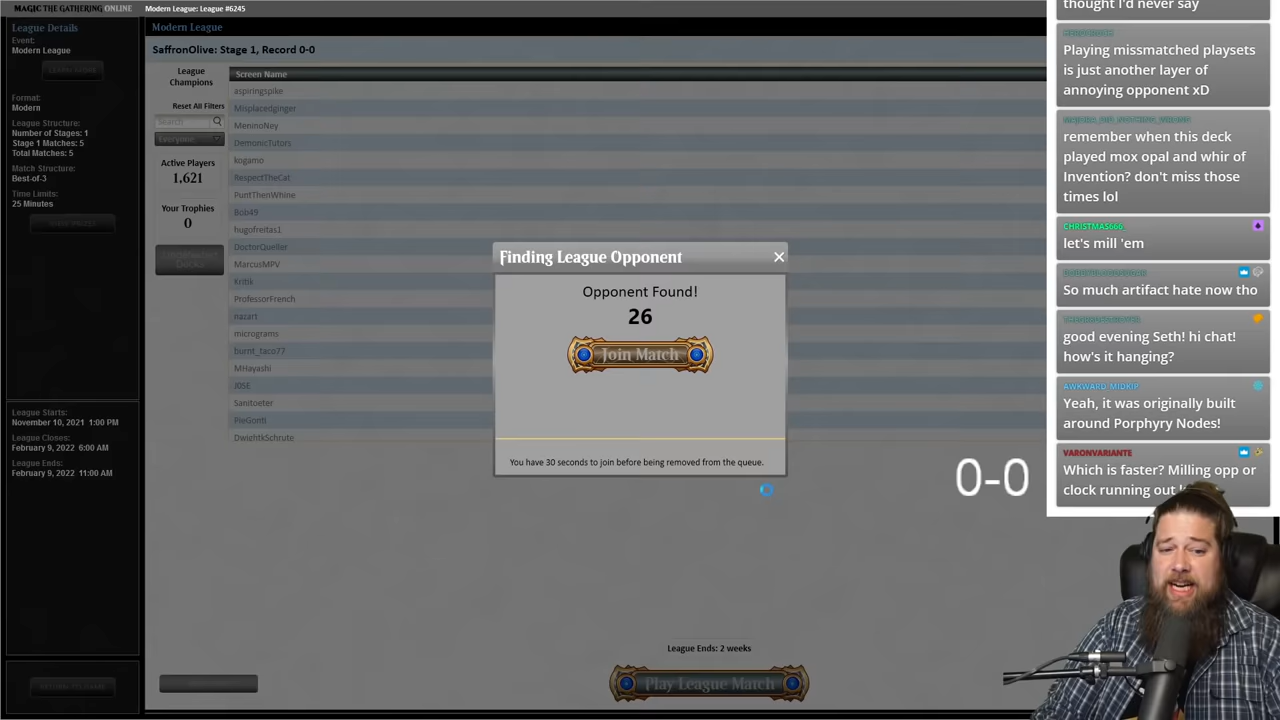 MAGIC THE GATHERING ONLINE
Modern League: League #6245
League Details
Event:
Modern League
LEARN MORE
Format:
Modern
League Structure:
Number of Stages: 1
Stage 1 Matches: 5
Total Matches: 5
Match Structure:
Best-of-3
Time Limits:
25 Minutes
League Starts:
November 10, 2021 1:00 PM
League Closes:
February 9, 2022 6:00 AM
League Ends:
February 9, 2022 11:00 AM
Modern League
SaffronOlive: Stage 1, Record 0-0
League
Champions
Reset All Filters
Search
Everyone
Active Players
1,621
Your Trophies
0
Screen Name
aspiringspike
Misplacedginger
MeninoNey
DemonicTutors
kogamo
RespectTheCat
PuntThenWhine
Bob49
hugofreitas1
DoctorQueller
MarcusMPV
Kritik
ProfessorFrench
nazart
micrograms
burnt_taco77
MHayashi
J0SE
Sanitoeter
PieGonti
DwightkSchrute
Finding League Opponent
Opponent Found!
26
Join Match
You have 30 seconds to join before being removed from the queue.
0-0
League Ends: 2 weeks
Play League Match
thought I'd never say
Playing missmatched playsets
is just another layer of
annoying opponent xD
remember when this deck
played mox opal and whir of
Invention? don't miss those
times lol
CHRISTMAS666_
let's mill 'em
So much artifact hate now tho
good evening Seth! hi chat!
how's it hanging?
AWKWARD_MIDKIP
Yeah, it was originally built
around Porphyry Nodes!
VARONVARIANTE
Which is faster? Milling opp or
clock running out